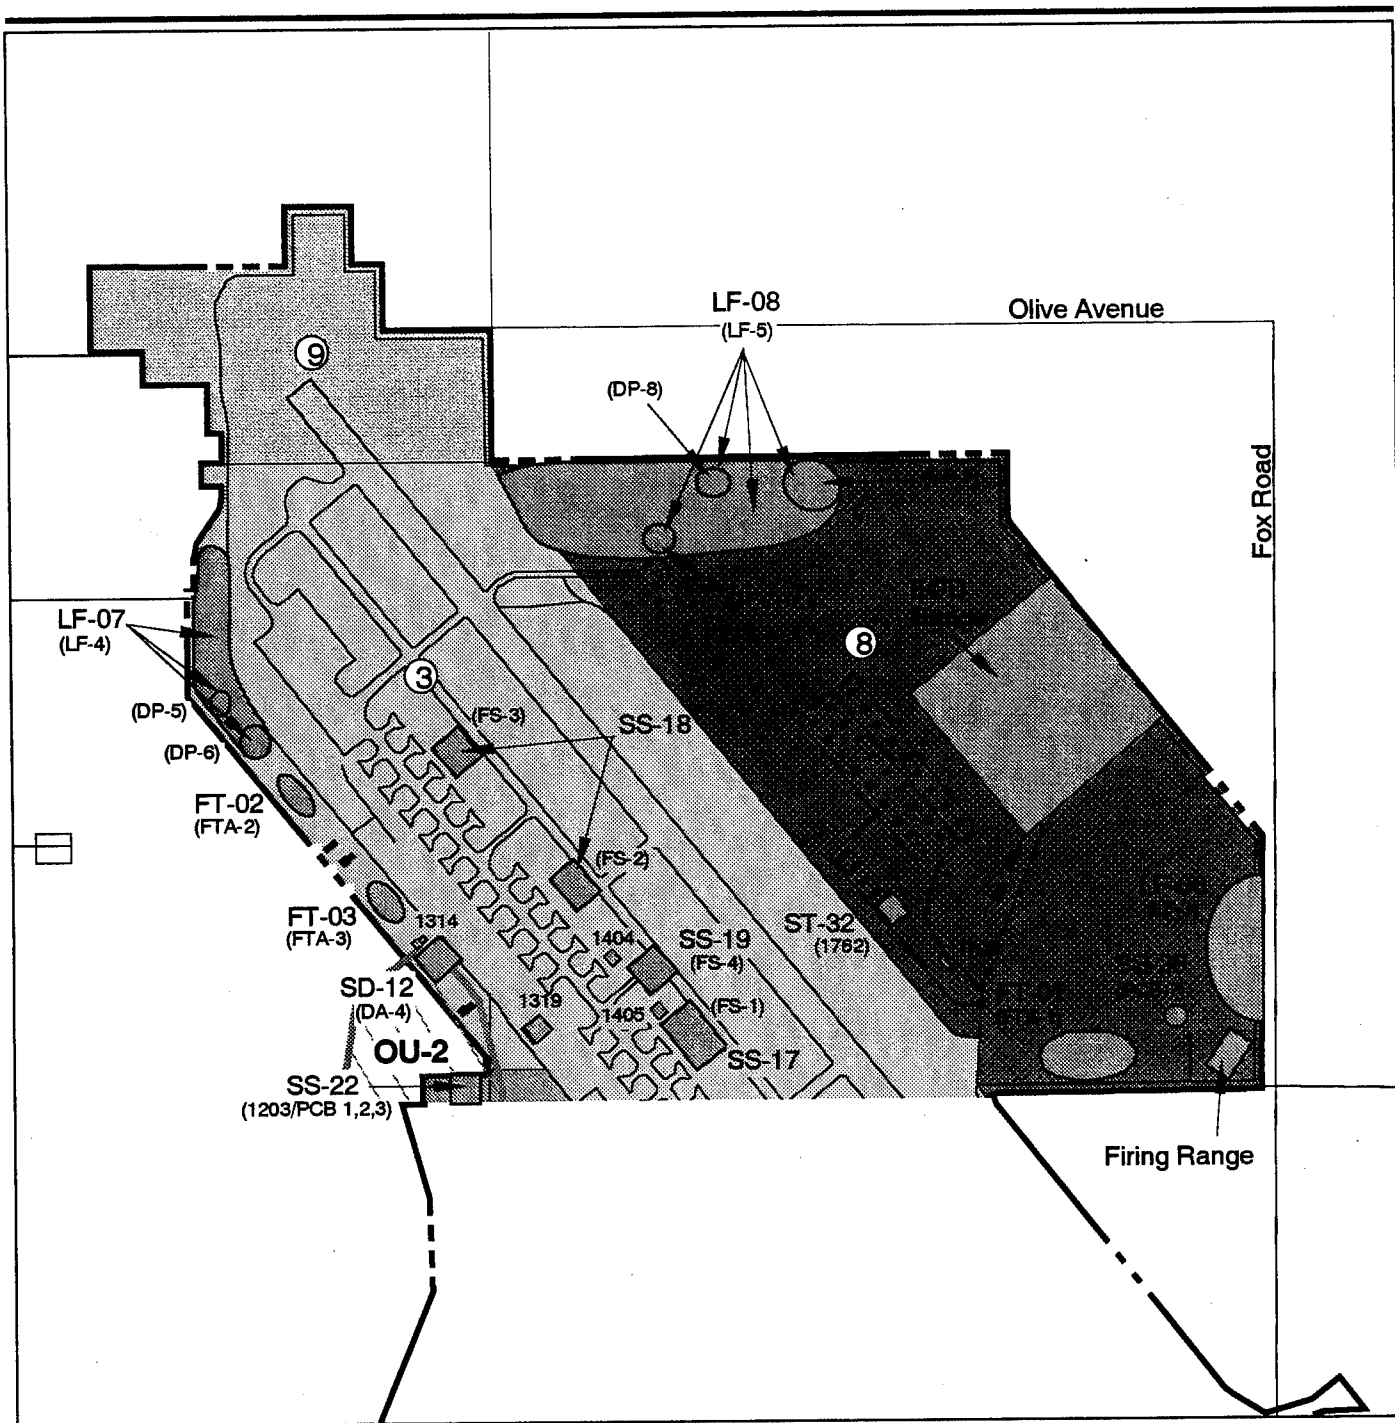 LF-08
(LF-5)
Olive Avenue
9
(DP-8)
Fox Road
LF-07
(LF-4)
8
3
(DP-5)
(FS-3)
SS-18
(DP-6)
FT-02
(FTA-2)
(FS-2)
FT-03
(FTA-3)
1314
1404
SS-19
(FS-4)
ST-32
(1762)
SD-12
(DA-4)
1319
1405
(FS-1)
OU-2
SS-17
SS-22
(1203/PCB 1,2,3)
Firing Range